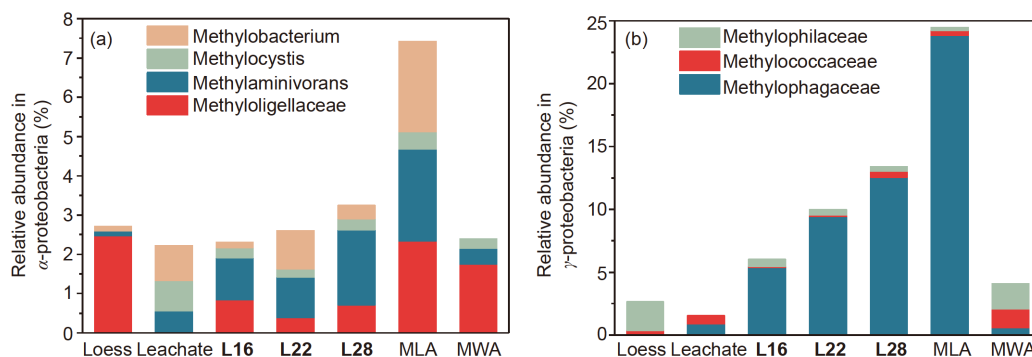 (a)
Methylobacterium
Methylocystis
Methylaminivorans
Methyloligellaceae
Relative abundance in
α-proteobacteria (%)
8
7
6
5
4
3
2
1
0
Loess Leachate L16 L22 L28 MLA MWA
(b)
Methylophilaceae
Methylococcaceae
Methylophagaceae
Relative abundance in
γ-proteobacteria (%)
25
20
15
10
5
0
Loess Leachate L16 L22 L28 MLA MWA